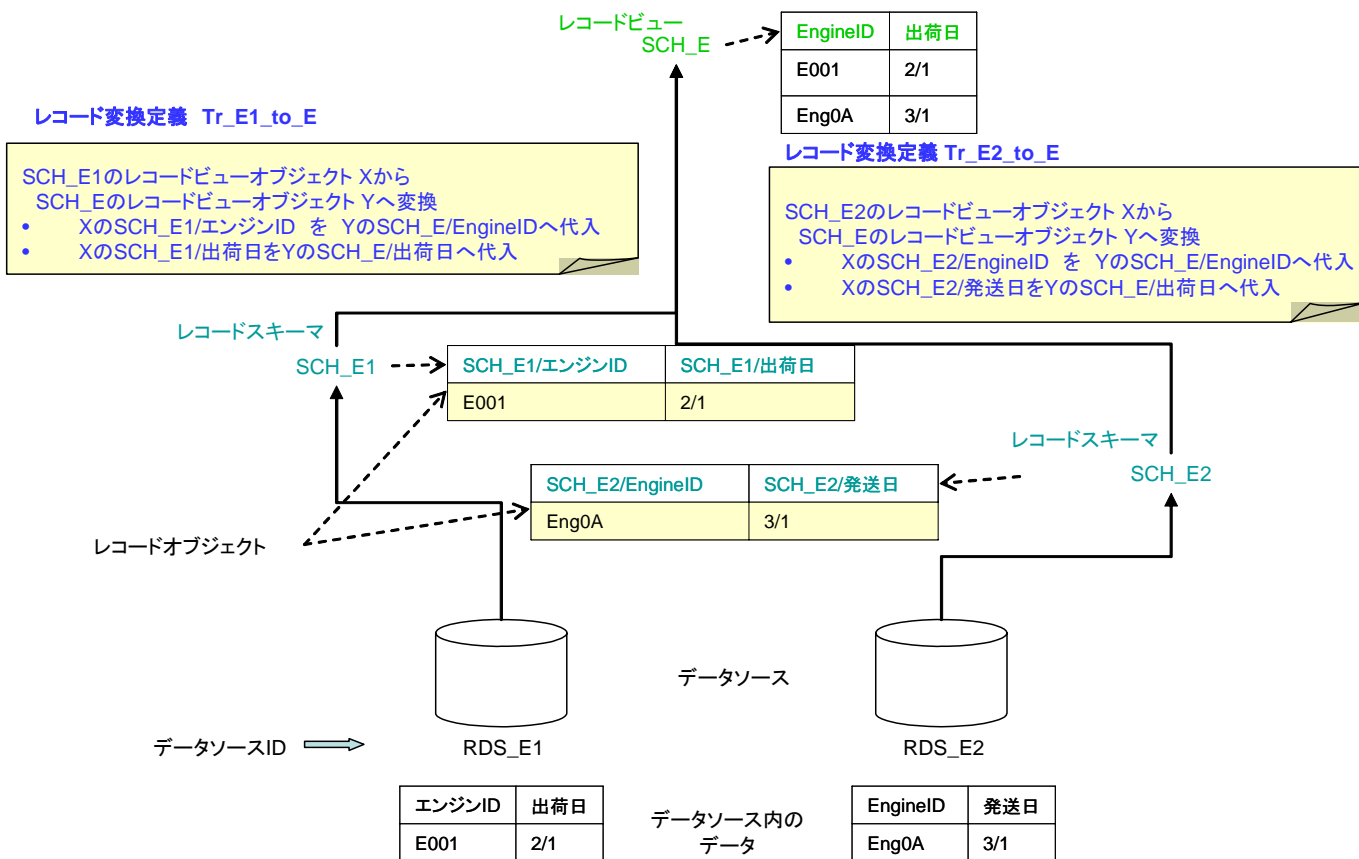 レコードビュー
SCH_E
EngineID 出荷日
E001 2/1
Eng0A 3/1
レコード変換定義 Tr_E1_to_E
SCH_E1のレコードビューオブジェクト Xから
SCH_Eのレコードビューオブジェクト Yへ変換
• XのSCH_E1/エンジンID を YのSCH_E/EngineIDへ代入
• XのSCH_E1/出荷日をYのSCH_E/出荷日へ代入
レコード変換定義 Tr_E2_to_E
SCH_E2のレコードビューオブジェクト Xから
SCH_Eのレコードビューオブジェクト Yへ変換
• XのSCH_E2/EngineID を YのSCH_E/EngineIDへ代入
• XのSCH_E2/発送日をYのSCH_E/出荷日へ代入
レコードスキーマ
SCH_E1
SCH_E1/エンジンID SCH_E1/出荷日
E001 2/1
レコードスキーマ
SCH_E2
SCH_E2/EngineID SCH_E2/発送日
Eng0A 3/1
レコードオブジェクト
データソース
データソースID
RDS_E1
RDS_E2
エンジンID 出荷日
E001 2/1
データソース内の
データ
EngineID 発送日
Eng0A 3/1